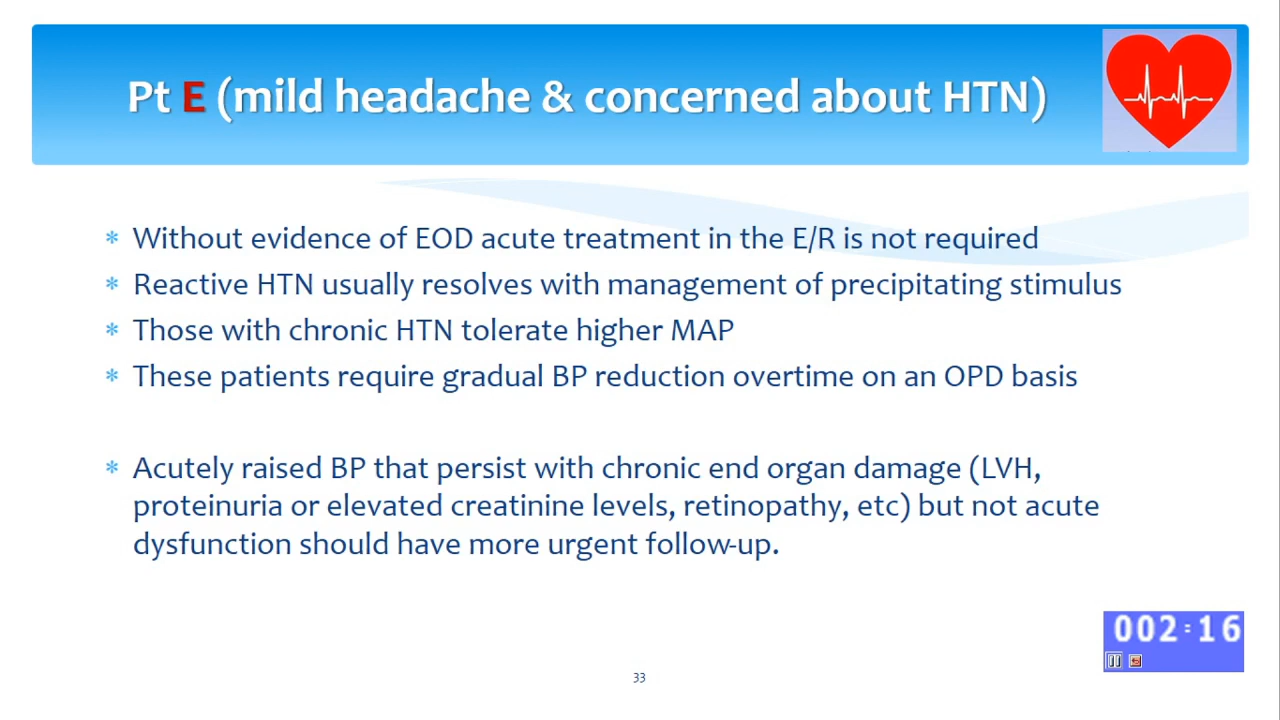 Pt E (mild headache & concerned about HTN)
* Without evidence of EOD acute treatment in the E/R is not required
* Reactive HTN usually resolves with management of precipitating stimulus
* Those with chronic HTN tolerate higher MAP
* These patients require gradual BP reduction overtime on an OPD basis
* Acutely raised BP that persist with chronic end organ damage (LVH,
proteinuria or elevated creatinine levels, retinopathy, etc) but not acute
dysfunction should have more urgent follow-up.
002:16
33